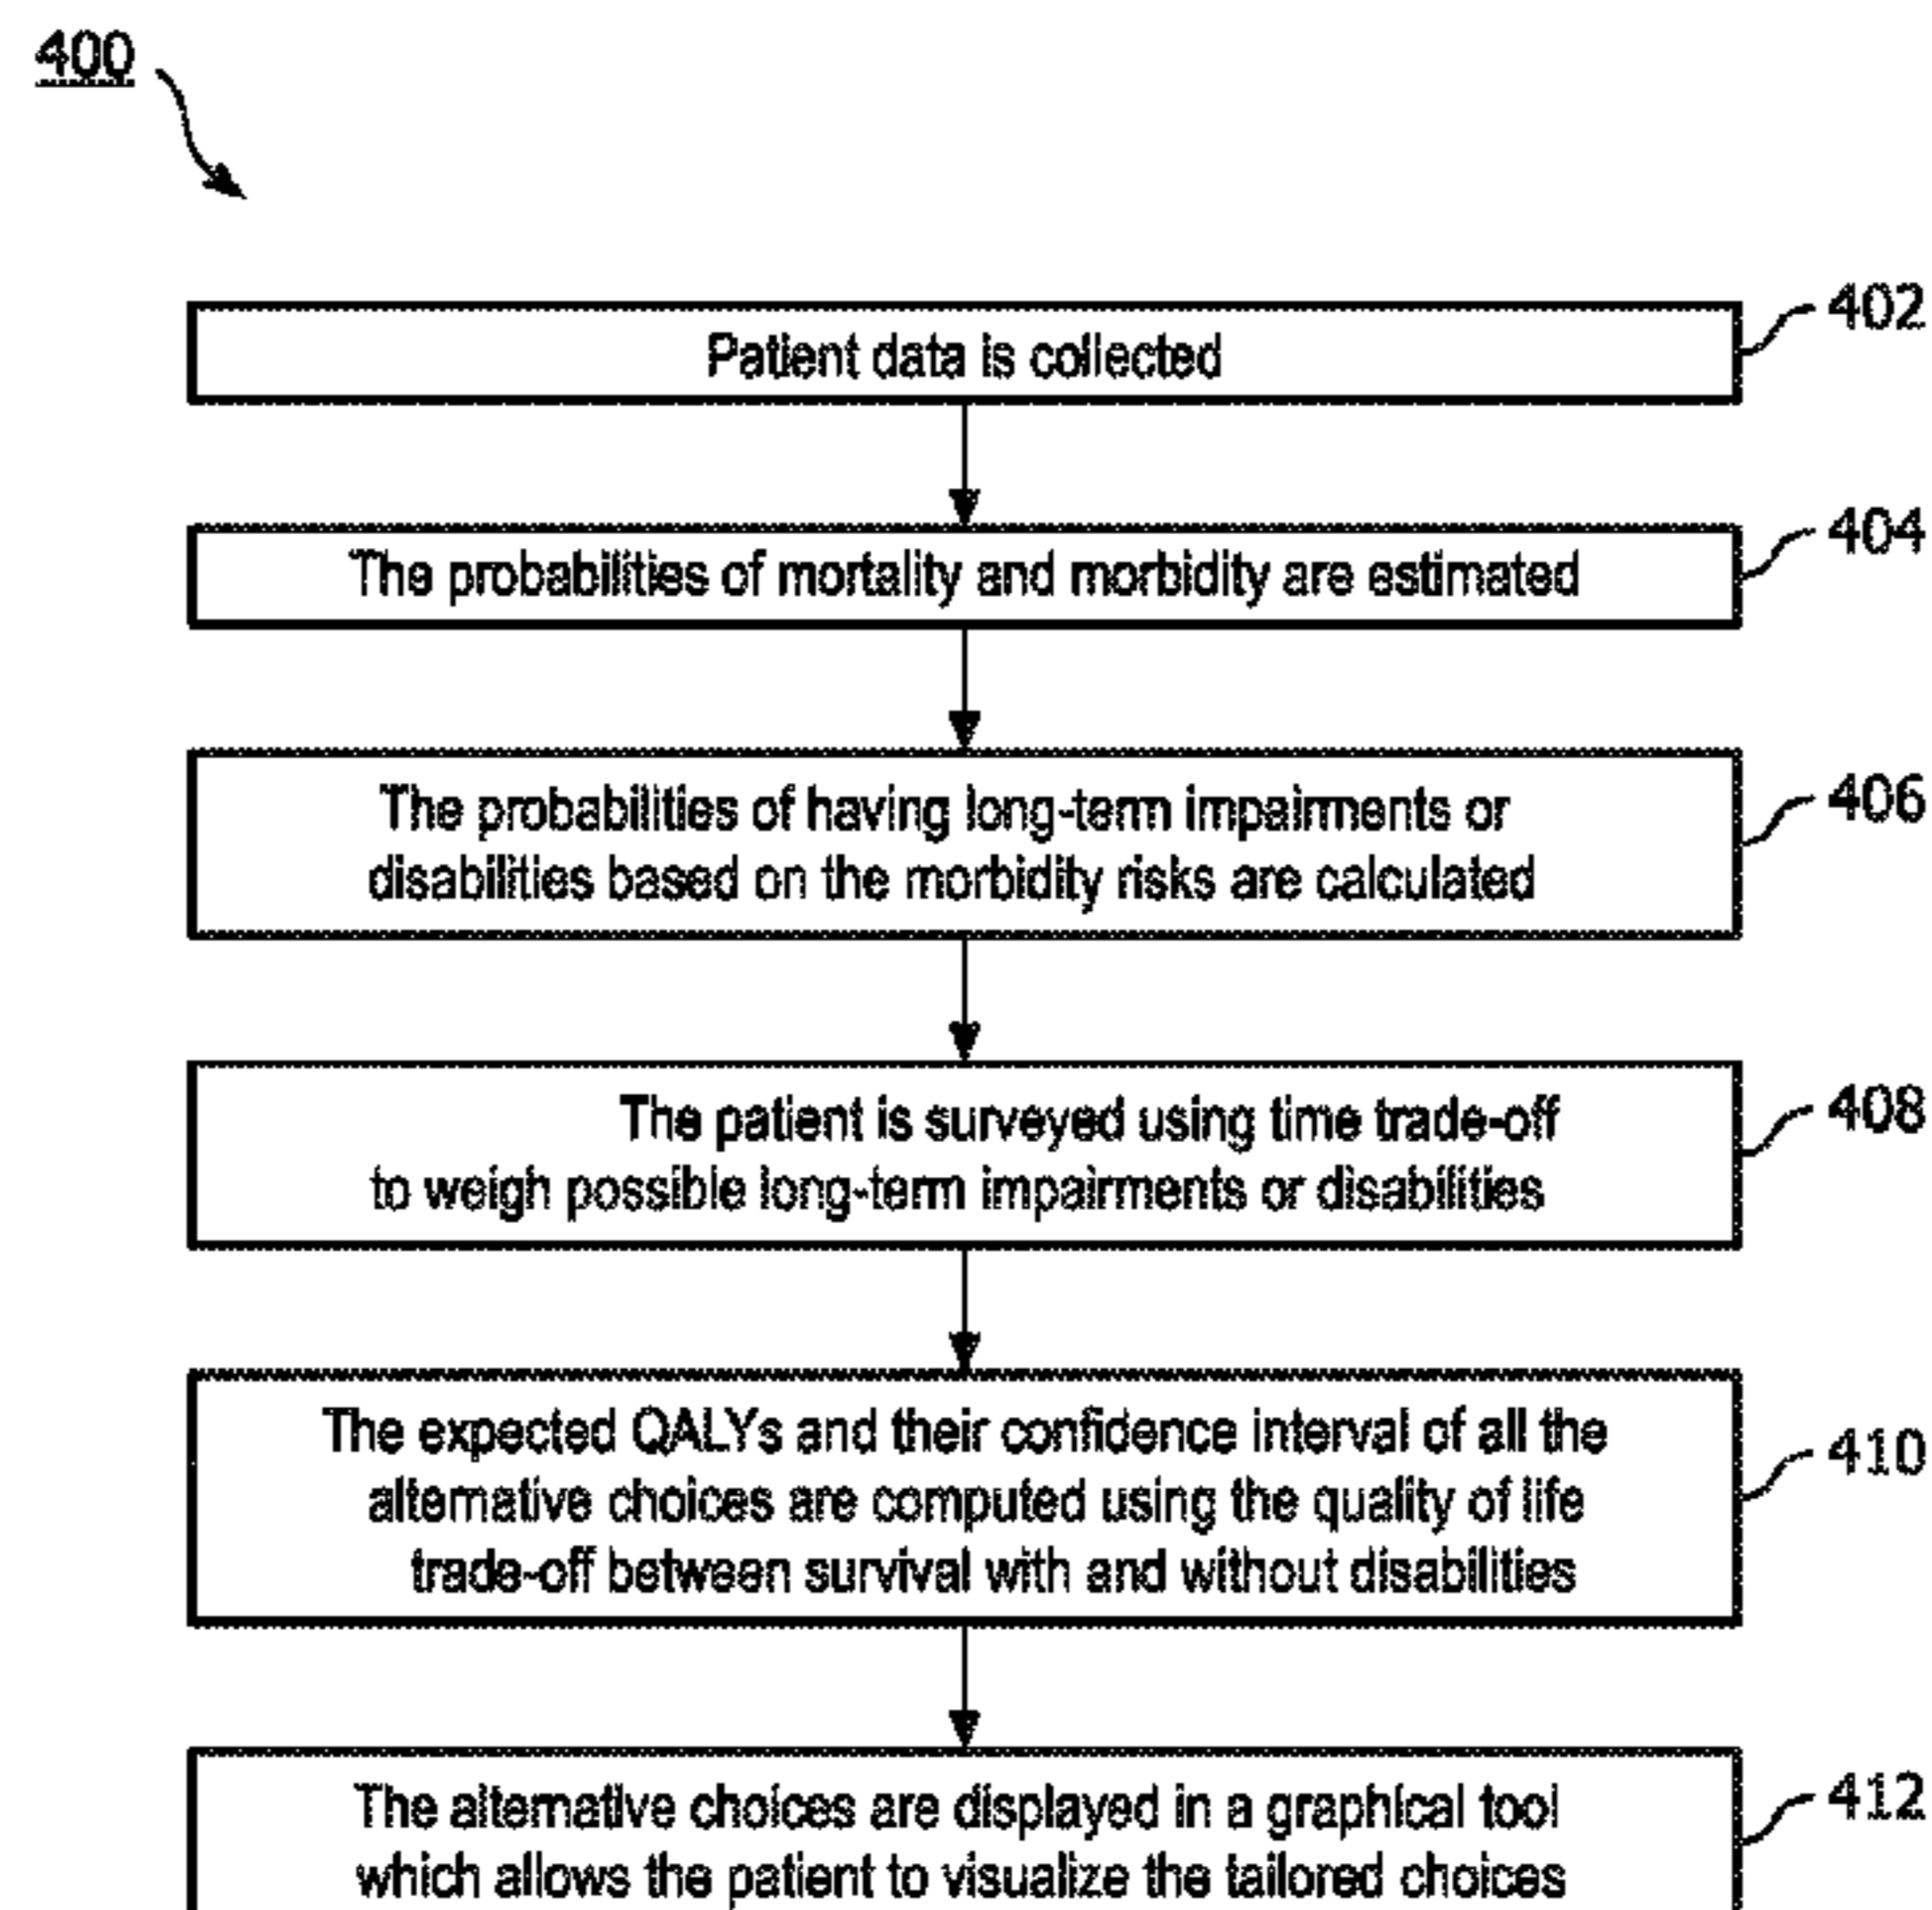 400
Patient data is collected
402
The probabilities of mortality and morbidity are estimated
404
The probabilities of having long-term impairments or
disabilities based on the morbidity risks are calculated
406
The patient is surveyed using time trade-off
to weigh possible long-term impairments or disabilities
408
The expected QALYs and their confidence interval of all the
alternative choices are computed using the quality of life
trade-off between survival with and without disabilities
410
The alternative choices are displayed in a graphical tool
which allows the patient to visualize the tailored choices
412